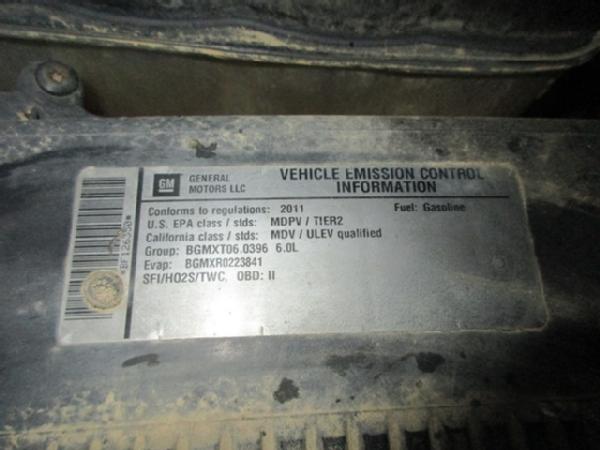 GM
GENERAL MOTORS LLC
VEHICLE EMISSION CONTROL INFORMATION
Conforms to regulations: 2011 Fuel: Gasoline
U.S. EPA class / stds: MDPV / TIER2
California class / stds: MDV / ULEV qualified
Group: BGMXT06.0396 6.0L
Evap: BGMXR0223841
SFI/HO2S/TWC, OBD: II